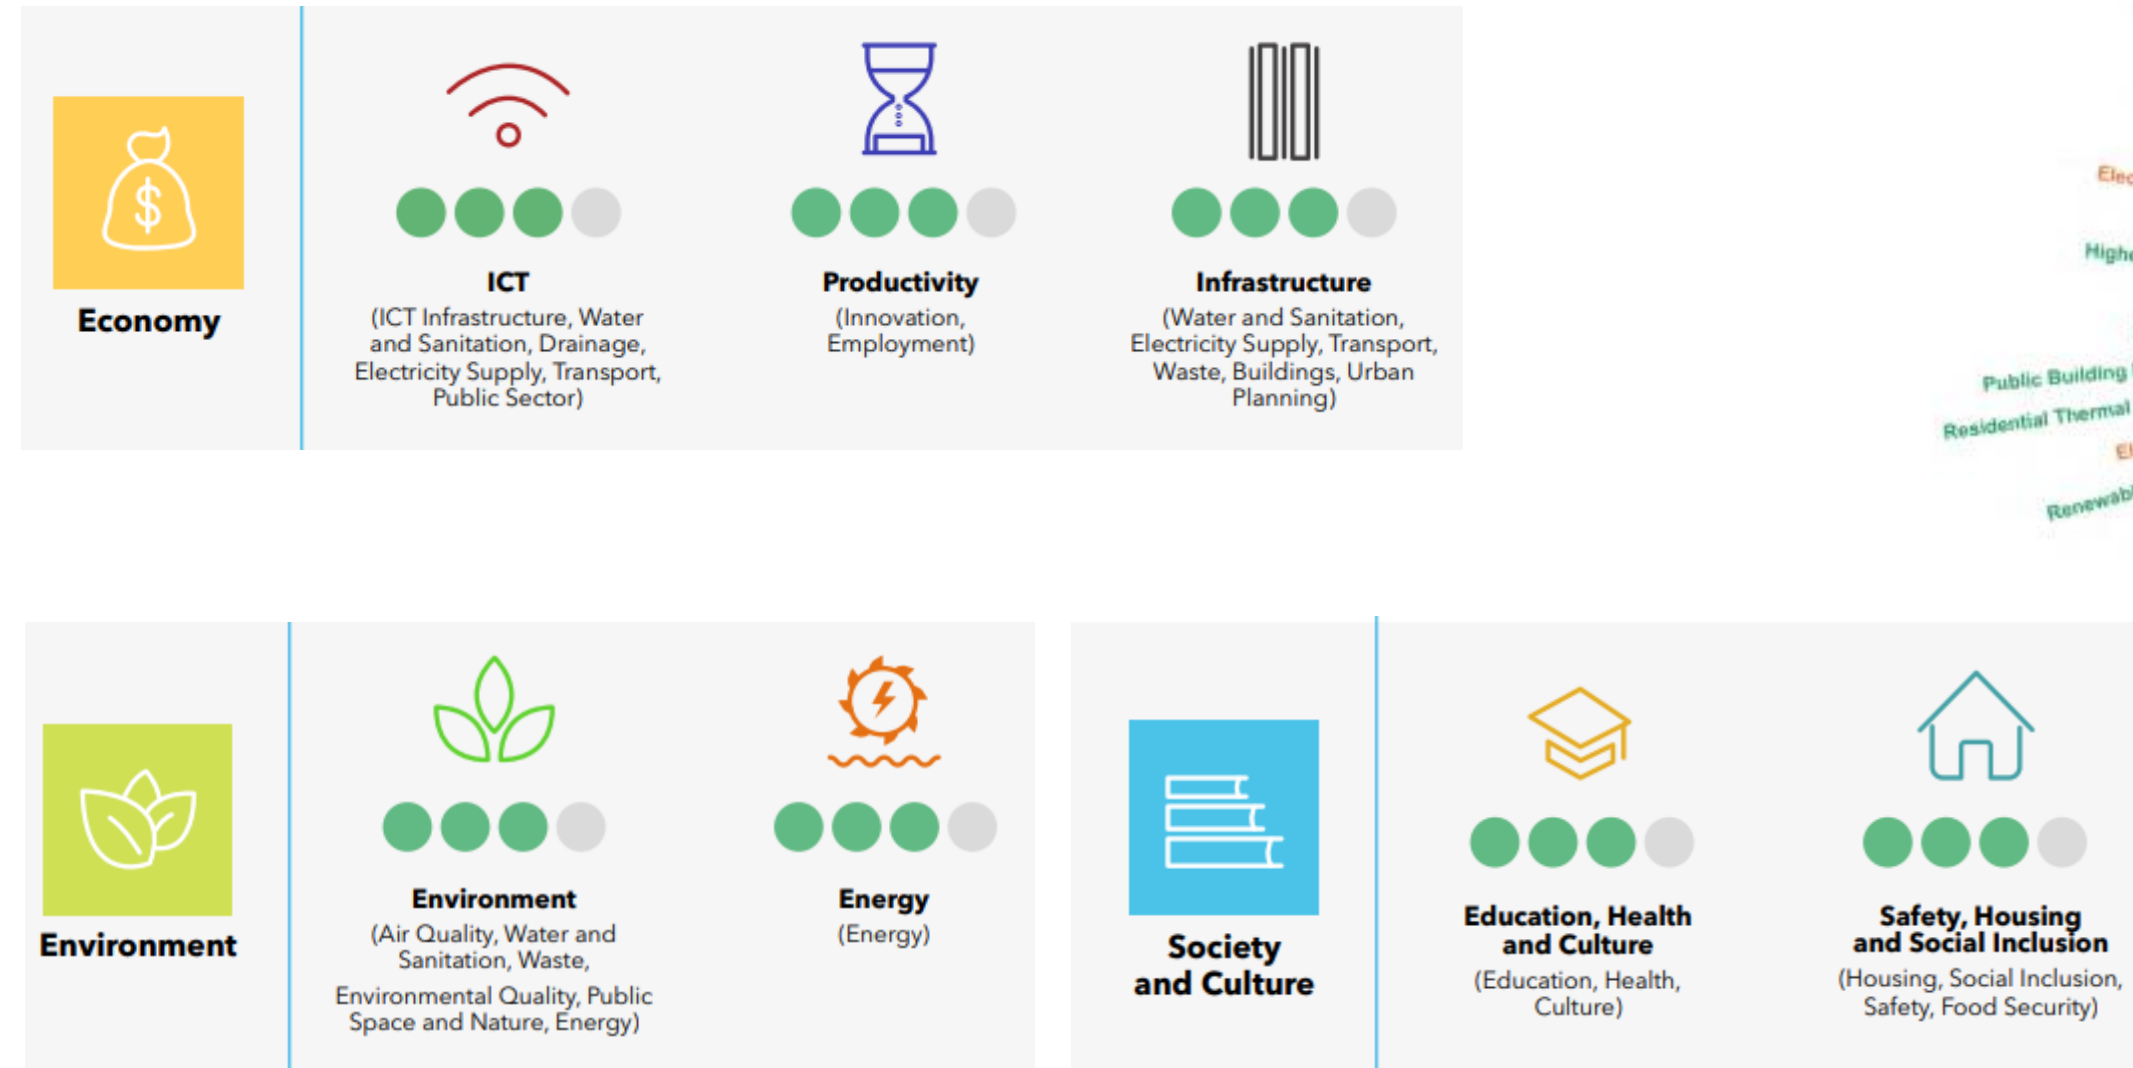 Economy
ICT
(ICT Infrastructure, Water
and Sanitation, Drainage,
Electricity Supply, Transport,
Public Sector)
Productivity
(Innovation,
Employment)
Infrastructure
(Water and Sanitation,
Electricity Supply, Transport,
Waste, Buildings, Urban
Planning)
Public Building
Residential Thermal
Environment
Environment
(Air Quality, Water and
Sanitation, Waste,
Environmental Quality, Public
Space and Nature, Energy)
Energy
(Energy)
Society
and Culture
Education, Health
and Culture
(Education, Health,
Culture)
Safety, Housing
and Social Inclusion
(Housing, Social Inclusion,
Safety, Food Security)